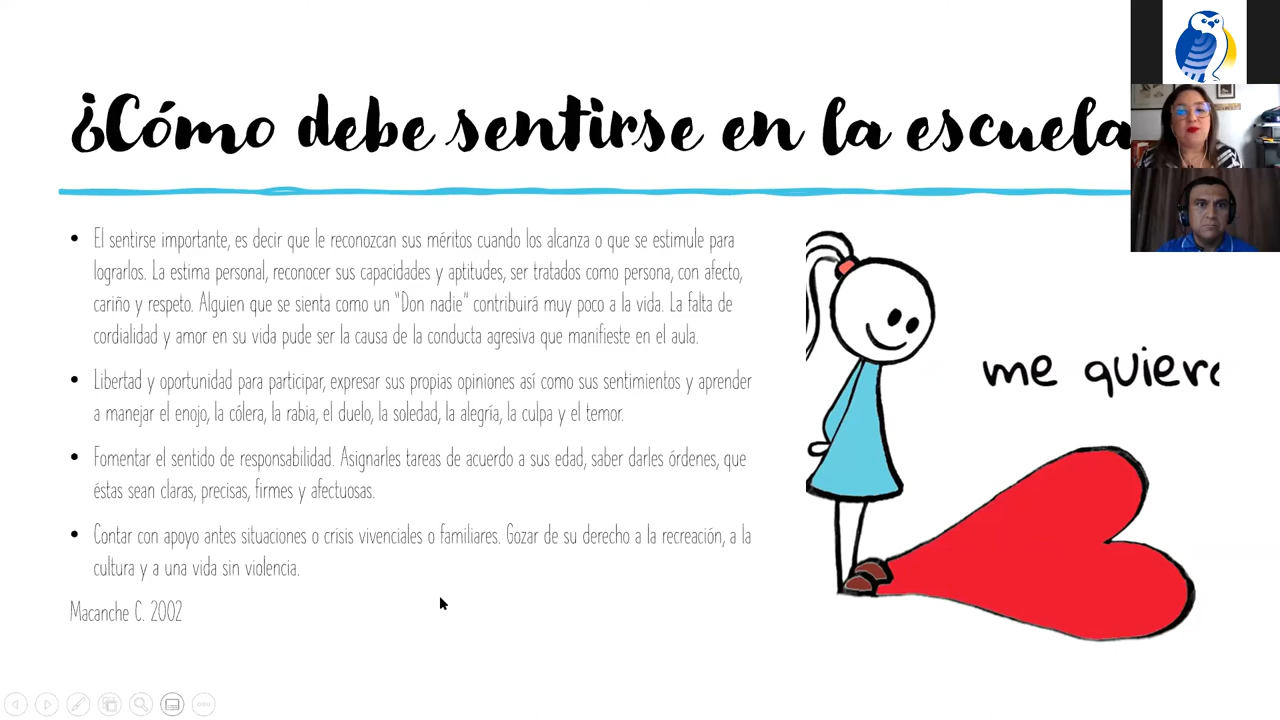 ¿Cómo debe sentirse en la escuela
• El sentirse importante, es decir que le reconozcan sus méritos cuando los alcanza o que se estimule para
lograrlos. La estima personal, reconocer sus capacidades y aptitudes, ser tratados como persona, con afecto,
cariño y respeto. Alguien que se sienta como un "Don nadie" contribuirá muy poco a la vida. La falta de
cordialidad y amor en su vida pude ser la causa de la conducta agresiva que manifieste en el aula.
• Libertad y oportunidad para participar, expresar sus propias opiniones así como sus sentimientos y aprender
a manejar el enojo, la cólera, la rabia, el duelo, la soledad, la alegría, la culpa y el temor.
• Fomentar el sentido de responsabilidad. Asignarles tareas de acuerdo a sus edad, saber darles órdenes, que
éstas sean claras, precisas, firmes y afectuosas.
• Contar con apoyo antes situaciones o crisis vivenciales o familiares. Gozar de su derecho a la recreación, a la
cultura y a una vida sin violencia.
Macanche C. 2002
me quier